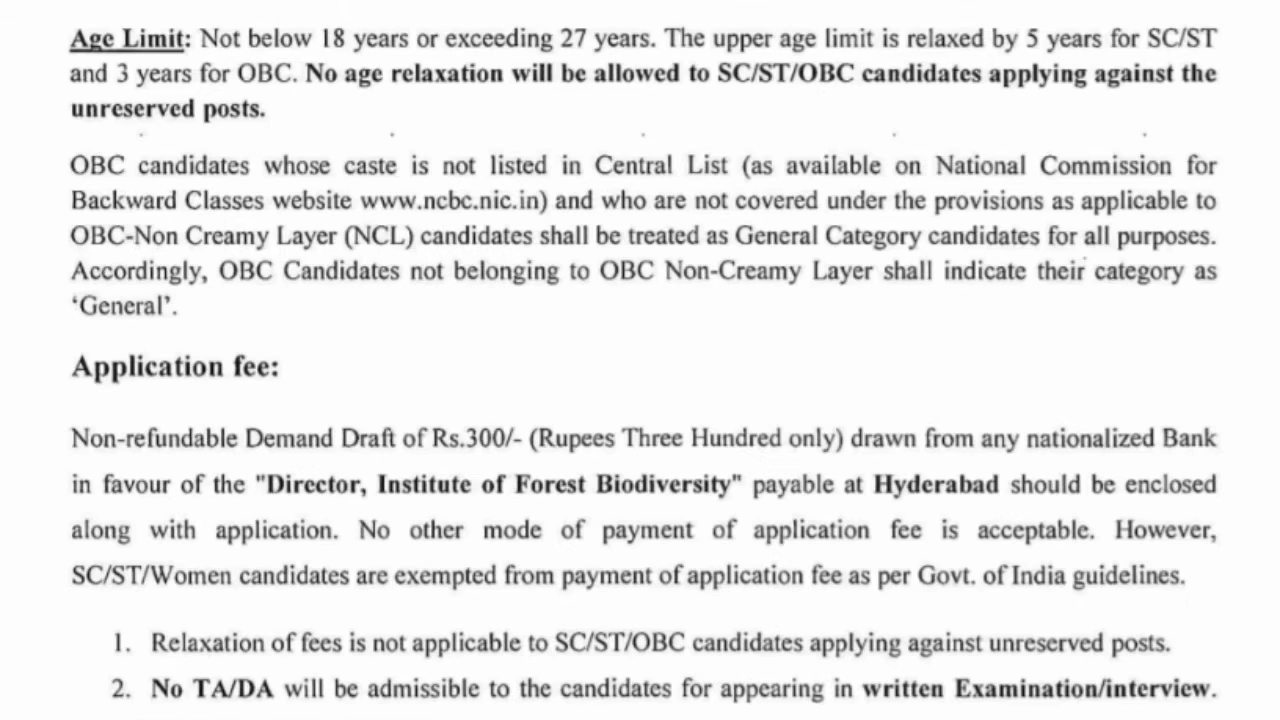 Age Limit: Not below 18 years or exceeding 27 years. The upper age limit is relaxed by 5 years for SC/ST
and 3 years for OBC. No age relaxation will be allowed to SC/ST/OBC candidates applying against the
unreserved posts.
OBC candidates whose caste is not listed in Central List (as available on National Commission for
Backward Classes website www.ncbc.nic.in) and who are not covered under the provisions as applicable to
OBC-Non Creamy Layer (NCL) candidates shall be treated as General Category candidates for all purposes.
Accordingly, OBC Candidates not belonging to OBC Non-Creamy Layer shall indicate their category as
‘General’.
Application fee:
Non-refundable Demand Draft of Rs.300/- (Rupees Three Hundred only) drawn from any nationalized Bank
in favour of the "Director, Institute of Forest Biodiversity" payable at Hyderabad should be enclosed
along with application. No other mode of payment of application fee is acceptable. However,
SC/ST/Women candidates are exempted from payment of application fee as per Govt. of India guidelines.
1. Relaxation of fees is not applicable to SC/ST/OBC candidates applying against unreserved posts.
2. No TA/DA will be admissible to the candidates for appearing in written Examination/interview.